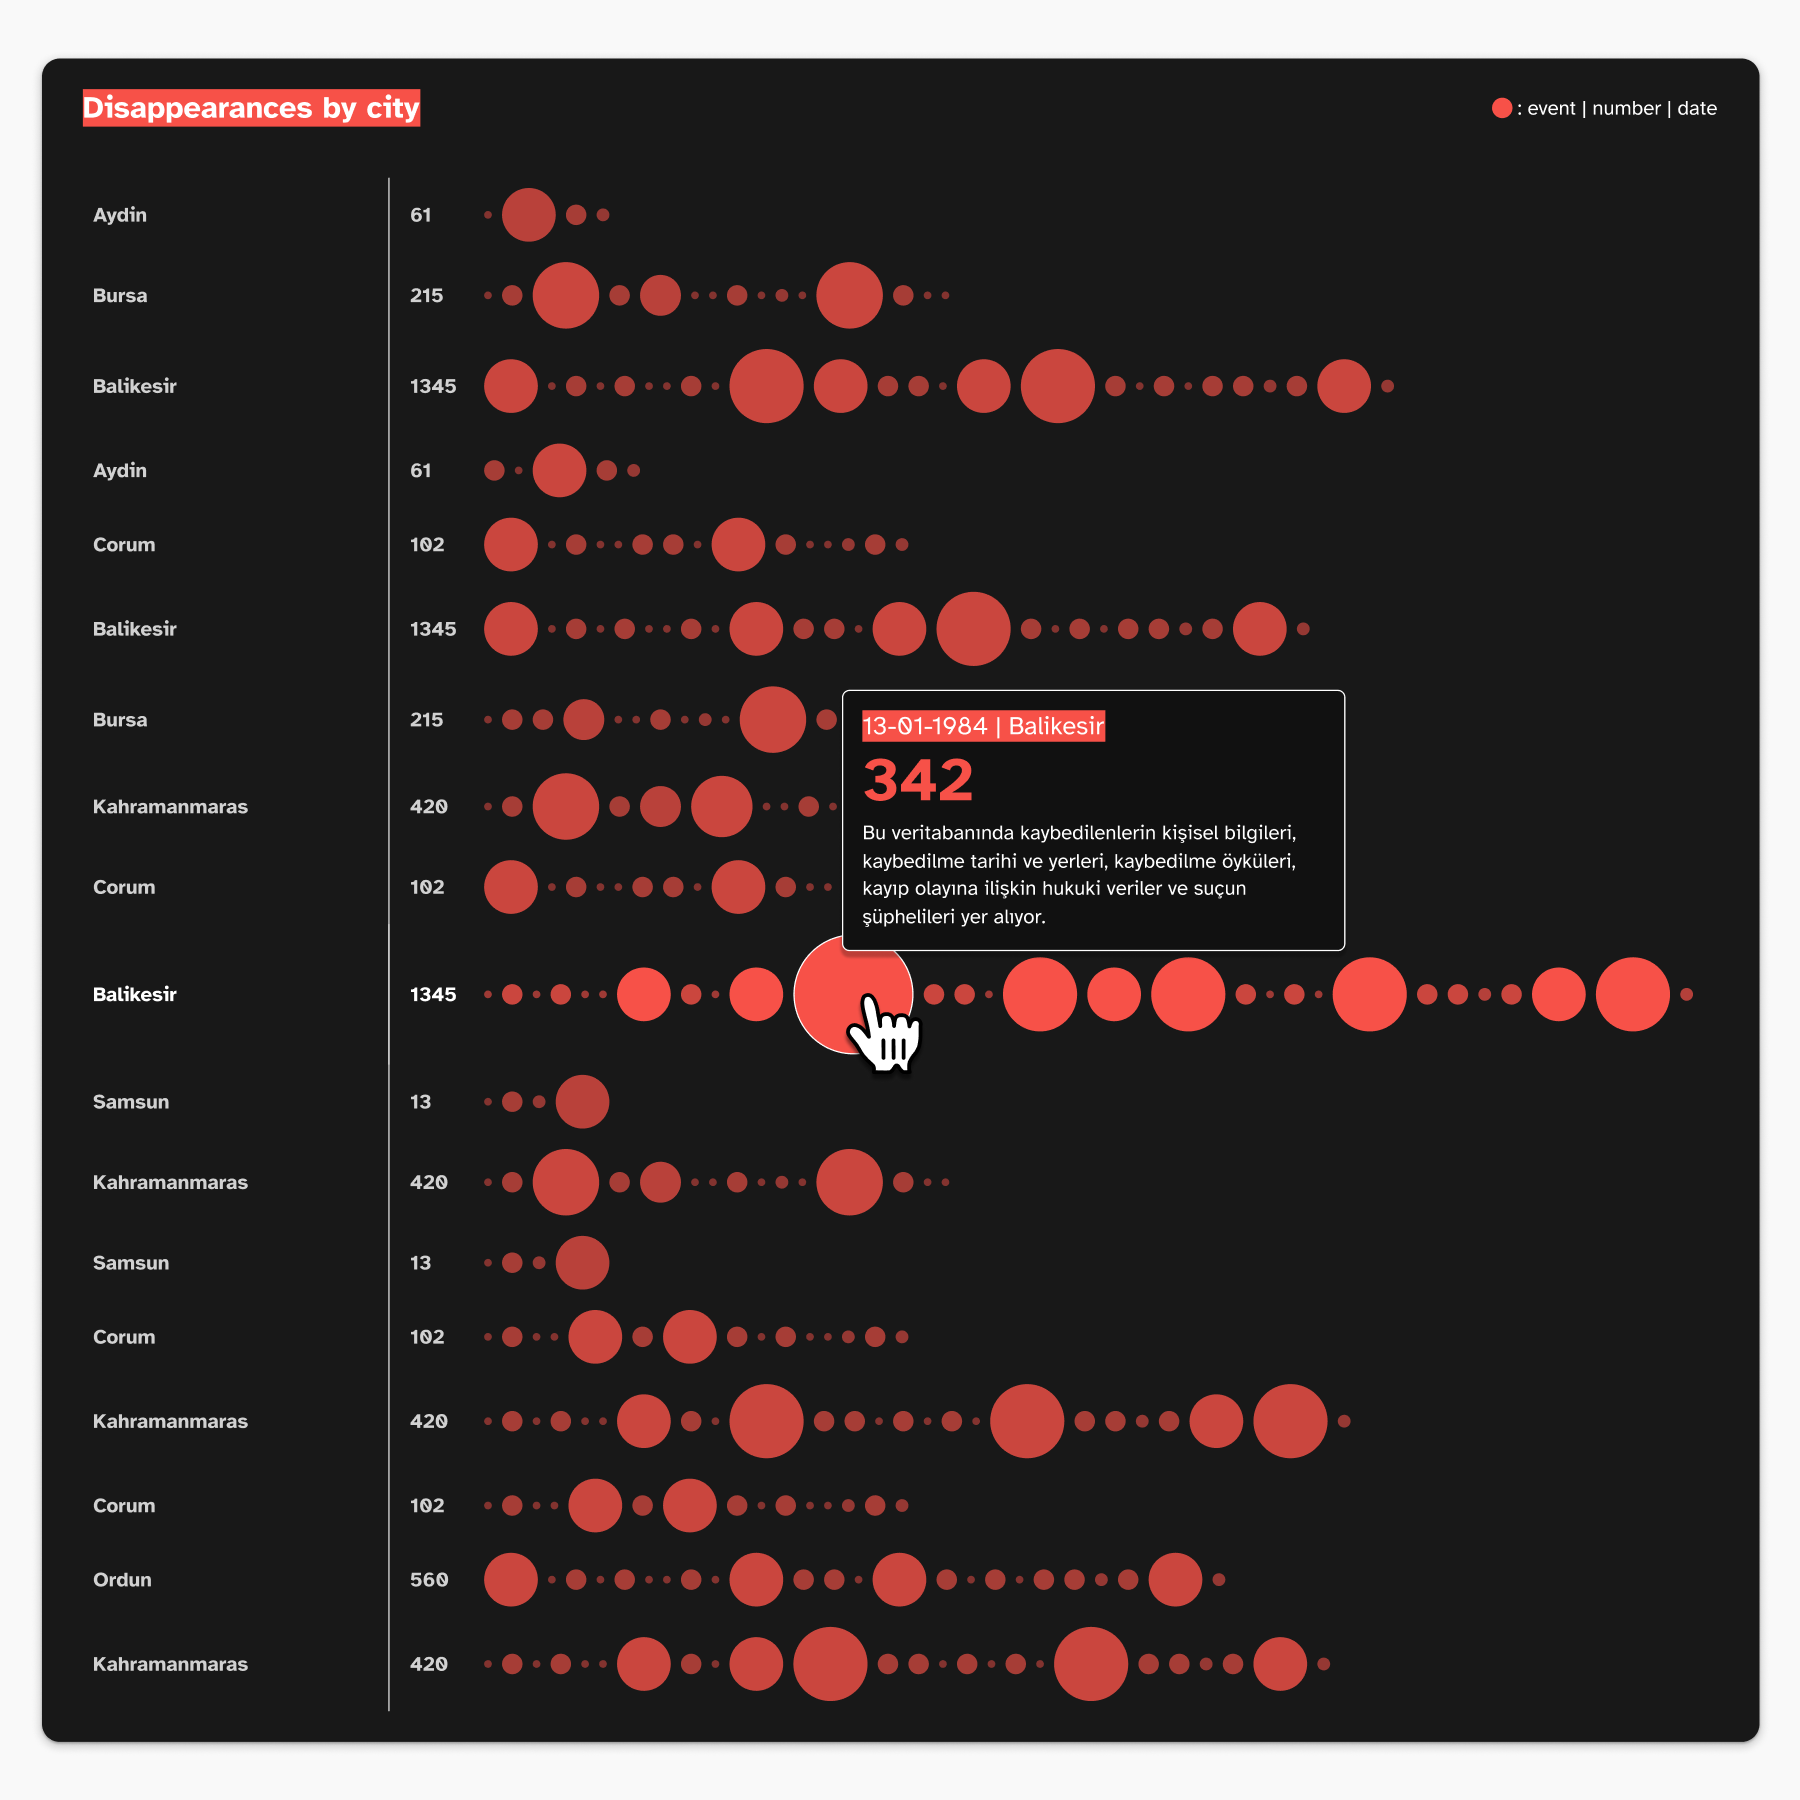 Disappearances by city
: event | number | date
Aydin 61
Bursa 215
Balikesir 1345
Aydin 61
Corum 102
Balikesir 1345
Bursa 215
13-01-1984 | Balikesir
342
Bu veritabanında kaybedilenlerin kişisel bilgileri,
kaybedilme tarihi ve yerleri, kaybedilme öyküleri,
kayıp olayına ilişkin hukuki veriler ve suçun
şüphelileri yer alıyor.
Kahramanmaras 420
Corum 102
Balikesir 1345
Samsun 13
Kahramanmaras 420
Samsun 13
Corum 102
Kahramanmaras 420
Corum 102
Ordun 560
Kahramanmaras 420